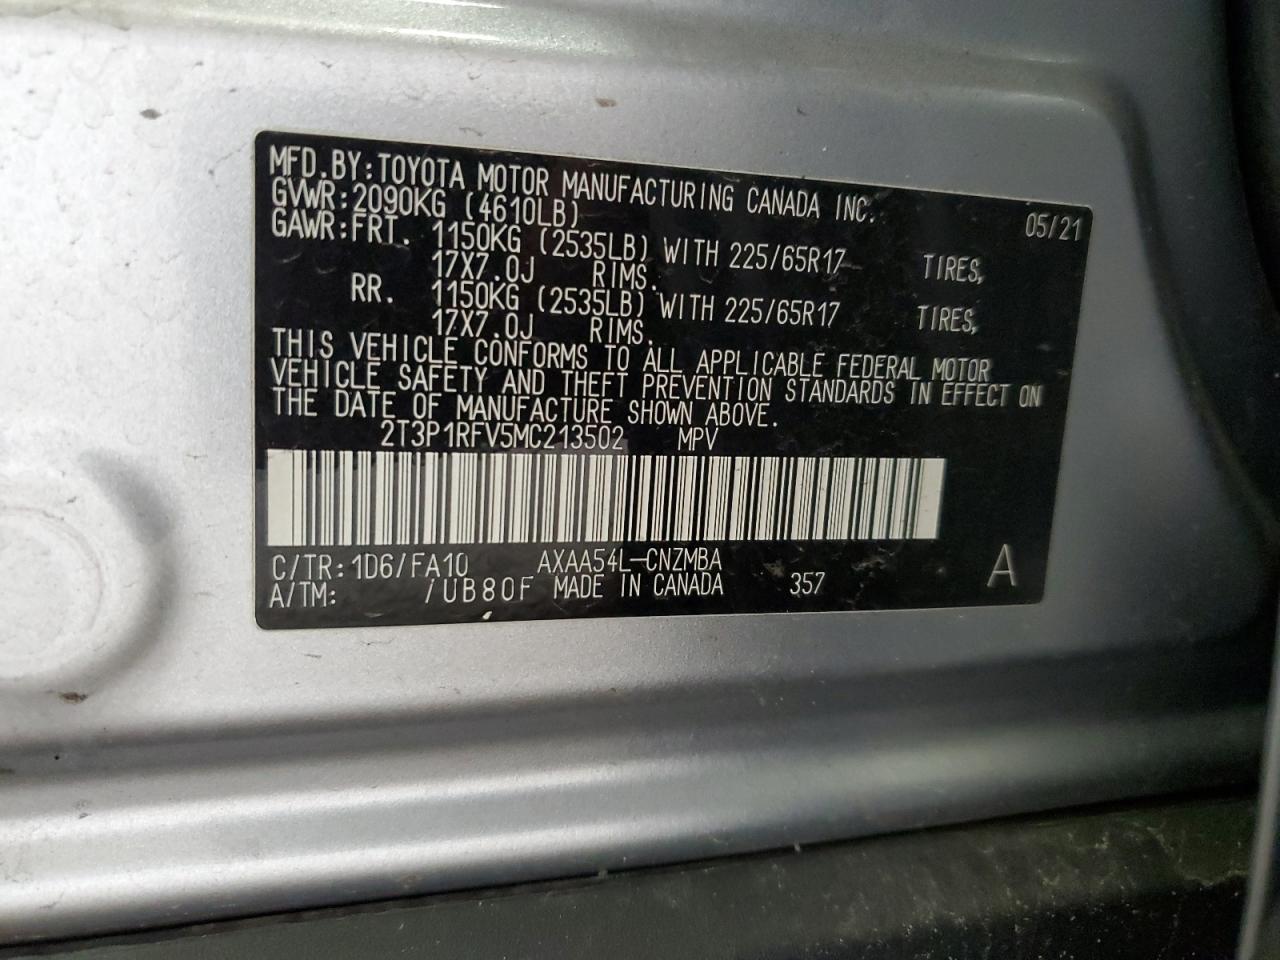 MFD.BY:TOYOTA MOTOR MANUFACTURING CANADA INC.
GVWR:2090KG (4610LB) 05/21
GAWR:FRT. 1150KG (2535LB) WITH 225/65R17 TIRES,
17X7.0J RIMS.
RR. 1150KG (2535LB) WITH 225/65R17 TIRES,
17X7.0J RIMS.
THIS VEHICLE CONFORMS TO ALL APPLICABLE FEDERAL MOTOR
VEHICLE SAFETY AND THEFT PREVENTION STANDARDS IN EFFECT ON
THE DATE OF MANUFACTURE SHOWN ABOVE.
2T3P1RFV5MC213502 MPV
C/TR:1D6/FA10 AXAA54L-CNZMBA
A/TM: /UB80F MADE IN CANADA 357 A